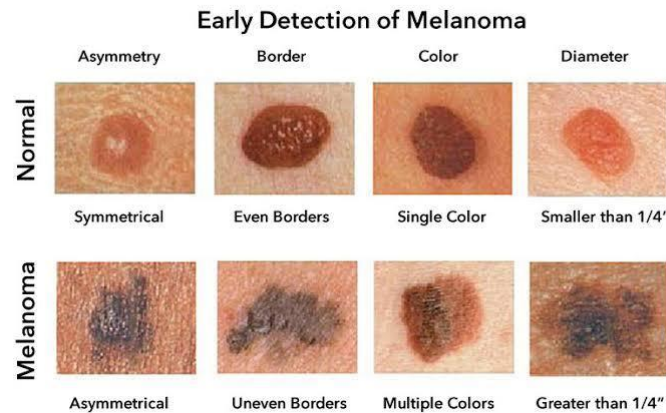 Early Detection of Melanoma
Asymmetry Border Color Diameter
Normal
Symmetrical Even Borders Single Color Smaller than 1/4"
Melanoma
Asymmetrical Uneven Borders Multiple Colors Greater than 1/4"